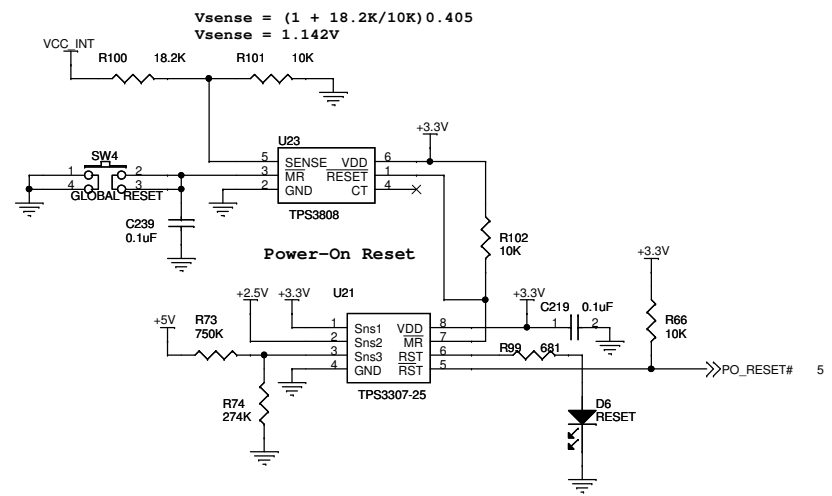 Vsense = (1 + 18.2K/10K)0.405
Vsense = 1.142V
VCC_INT
R100 18.2K R101 10K
+3.3V
U23
SW4
1 2
4 3
GLOBAL RESET
5 SENSE VDD 6
3 MR RESET 1
2 GND CT 4
TPS3808
C239
0.1uF
R102
10K
Power-On Reset
+3.3V
+2.5V +3.3V U21 +3.3V
C219 0.1uF
+5V R73
750K
R66
10K
1 Sns1 VDD 8 1 2
2 Sns2 MR 7
3 Sns3 RST 6 R99 681
4 GND RST 5
PO_RESET# 5
TPS3307-25
R74
274K
D6
RESET